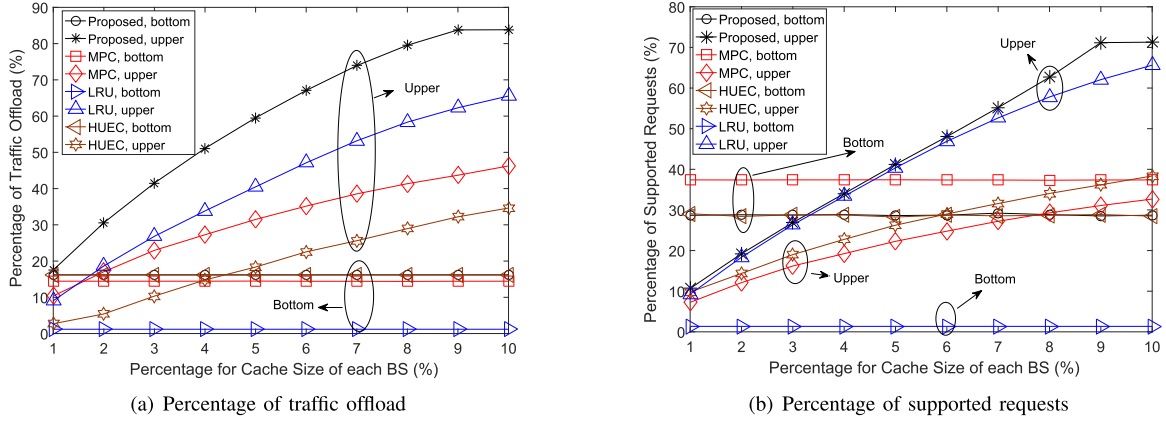 90
80
70
60
50
40
30
20
10
0
Percentage of Traffic Offload (%)
Proposed, bottom
Proposed, upper
MPC, bottom
MPC, upper
LRU, bottom
LRU, upper
HUEC, bottom
HUEC, upper
Upper
Bottom
1 2 3 4 5 6 7 8 9 10
Percentage for Cache Size of each BS (%)
(a) Percentage of traffic offload
80
70
60
50
40
30
20
10
0
Percentage of Supported Requests (%)
Proposed, bottom
Proposed, upper
MPC, bottom
MPC, upper
HUEC, bottom
HUEC, upper
LRU, bottom
LRU, upper
Upper
Bottom
Upper
Bottom
1 2 3 4 5 6 7 8 9 10
Percentage for Cache Size of each BS (%)
(b) Percentage of supported requests